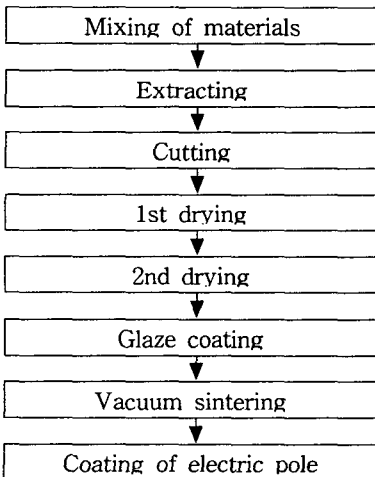 Mixing of materials
Extracting
Cutting
1st drying
2nd drying
Glaze coating
Vacuum sintering
Coating of electric pole